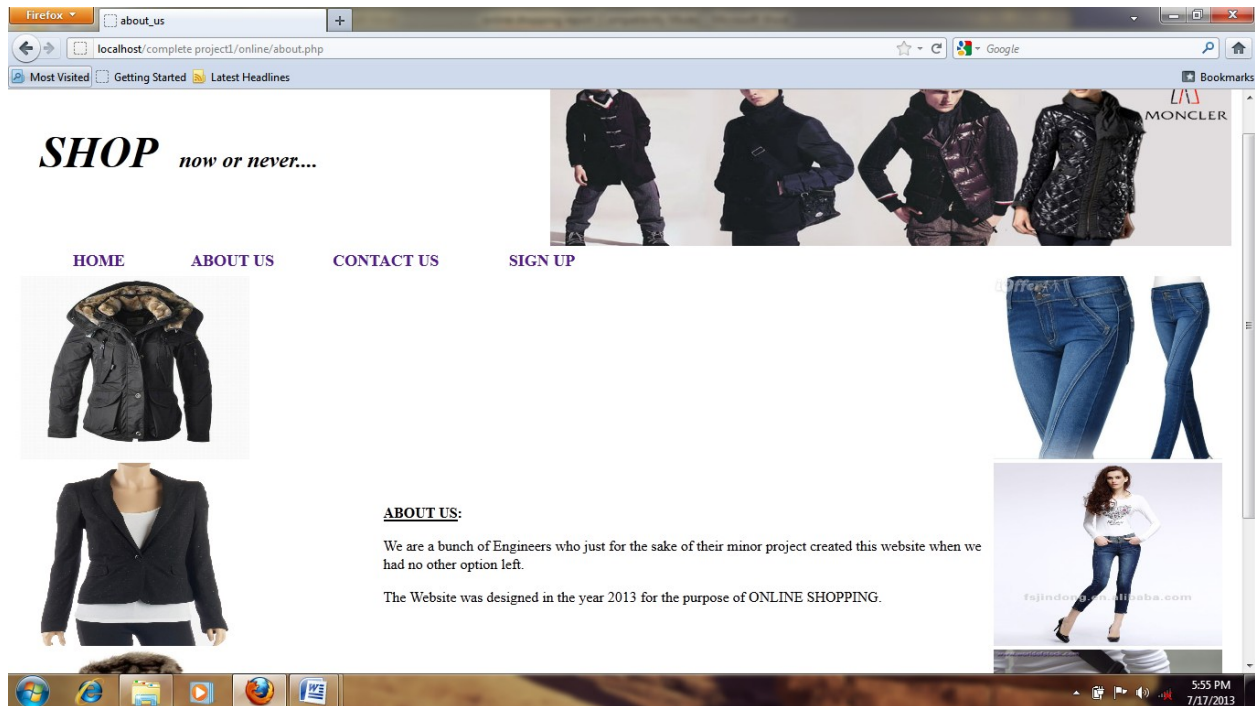 Firefox
about_us
localhost/complete project1/online/about.php
Google
Most Visited
Getting Started
Latest Headlines
Bookmarks
MONCLER
SHOP now or never....
HOME ABOUT US CONTACT US SIGN UP
ABOUT US:
We are a bunch of Engineers who just for the sake of their minor project created this website when we
had no other option left.
The Website was designed in the year 2013 for the purpose of ONLINE SHOPPING.
5:55 PM
7/17/2013